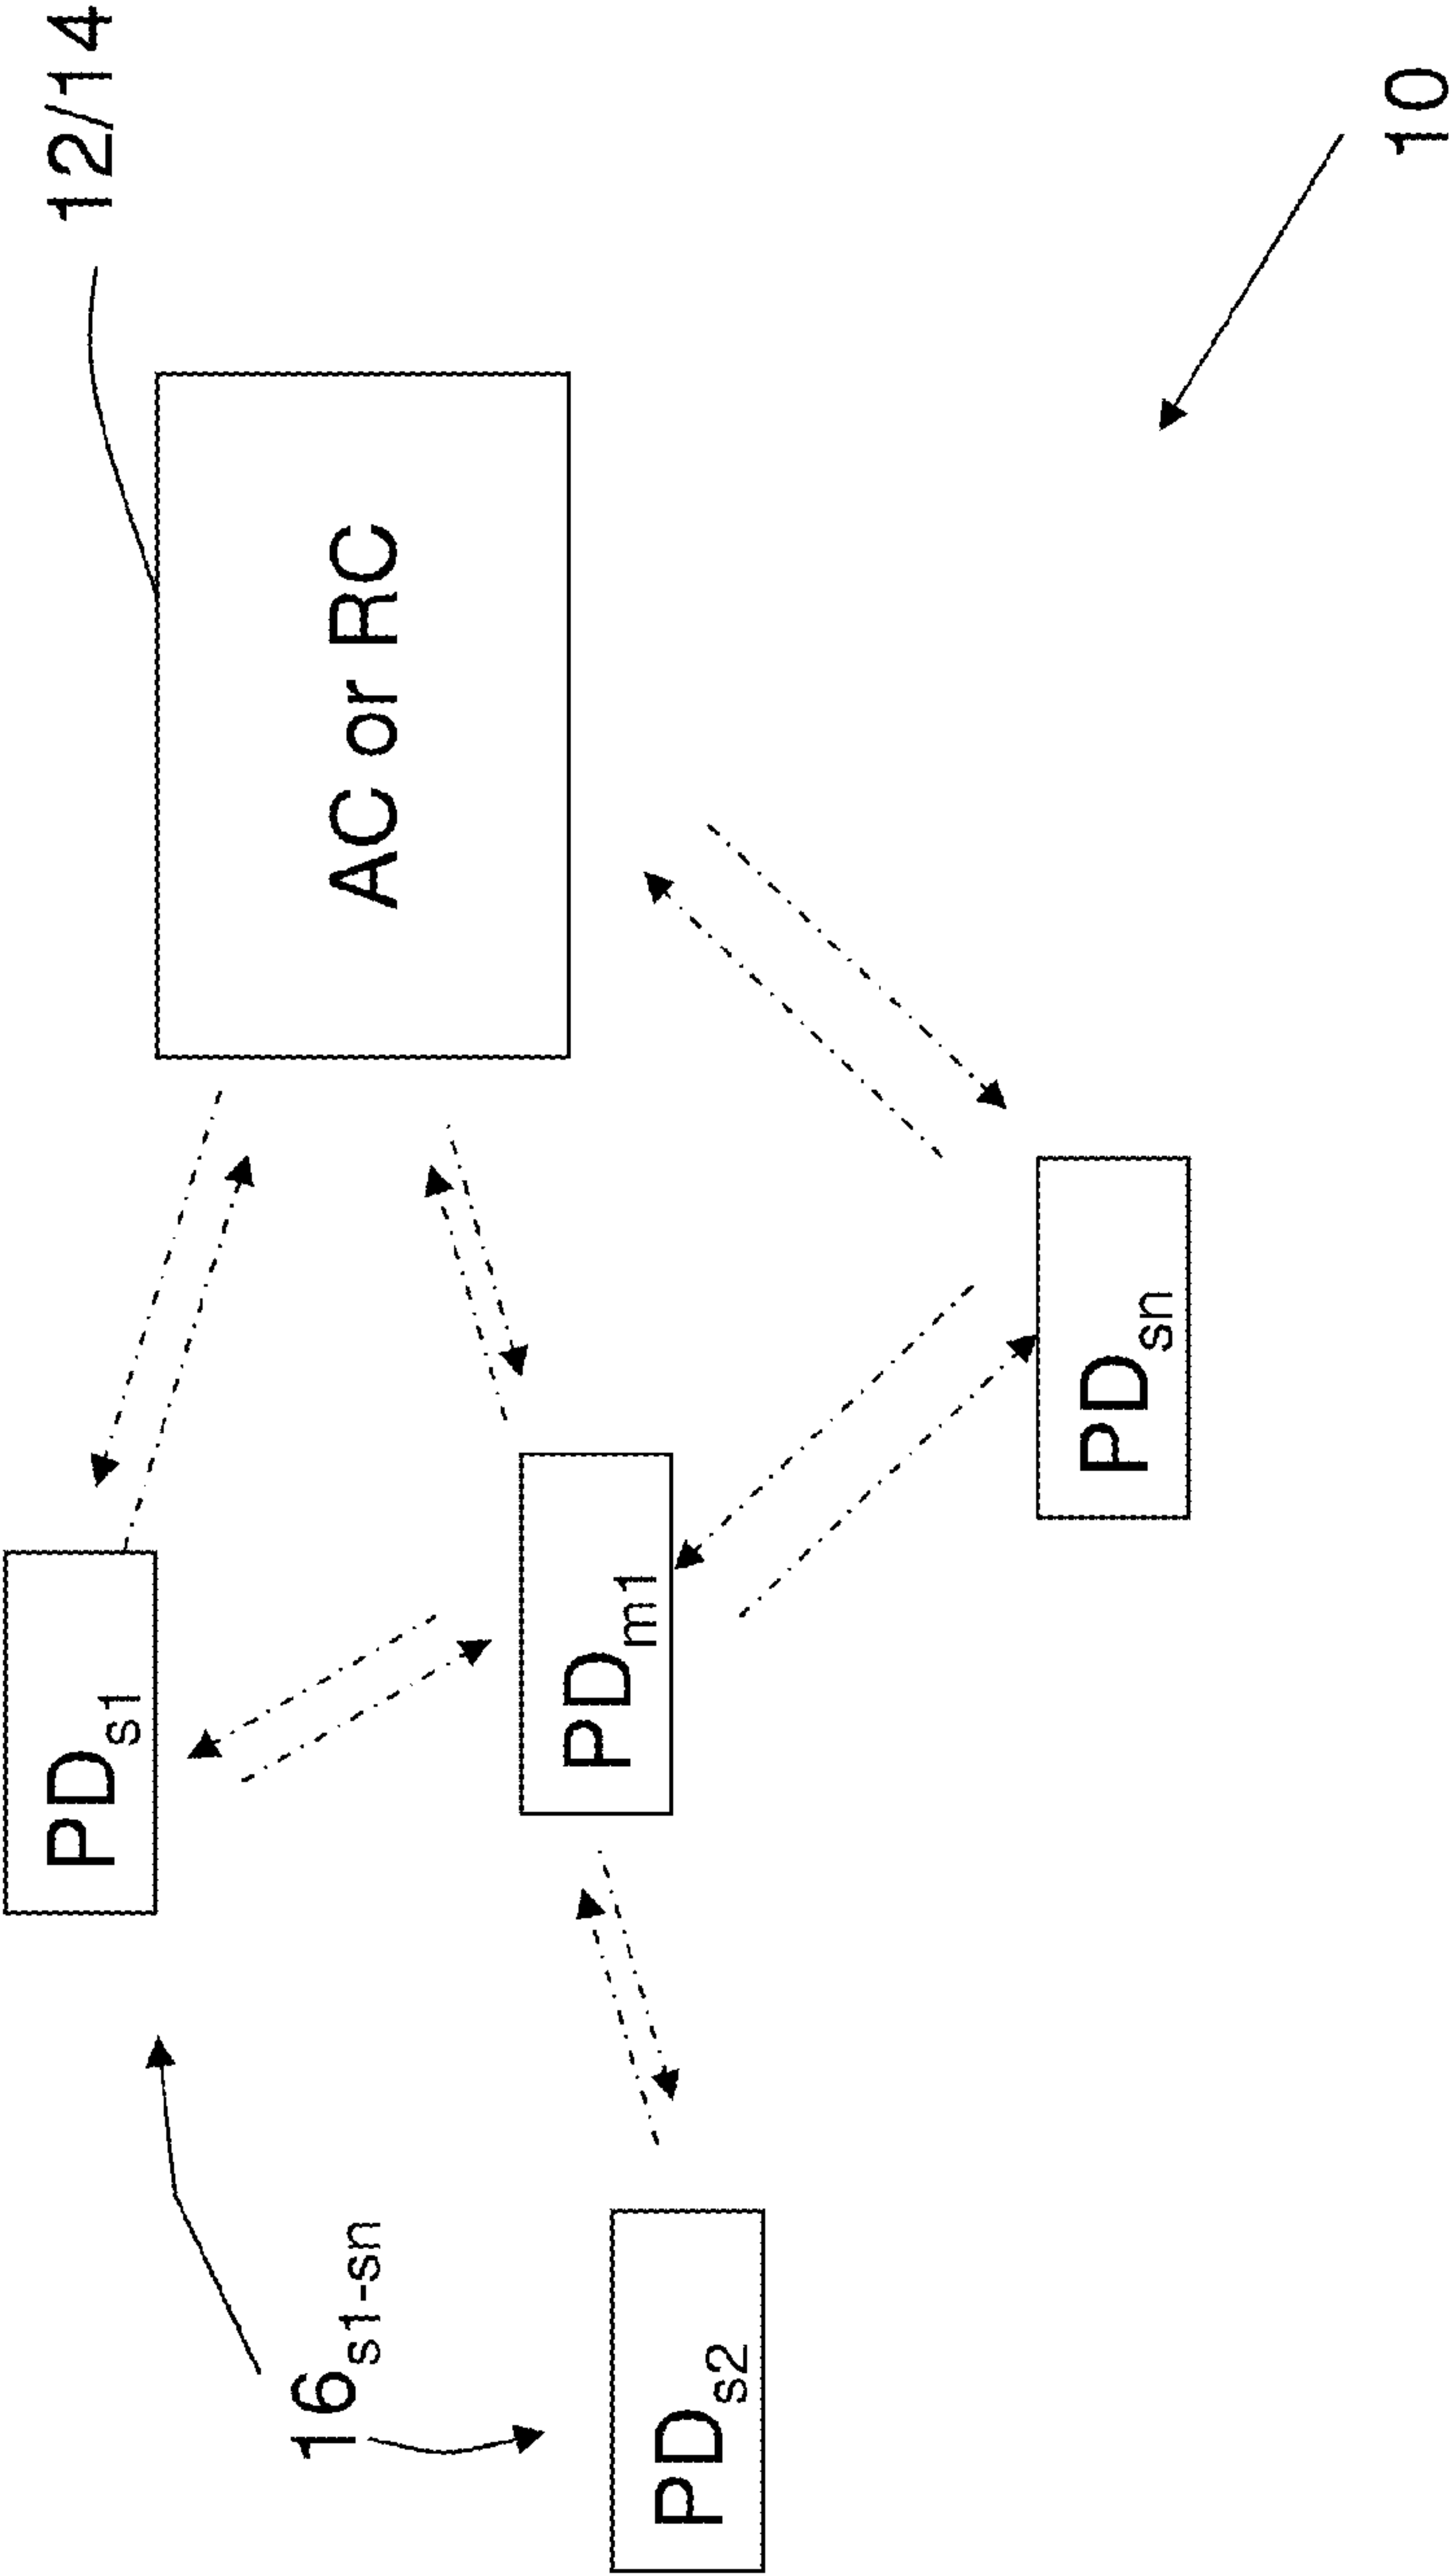 12/14
AC or RC
10
PDs1
PDm1
PDsn
16s1-sn
PDs2